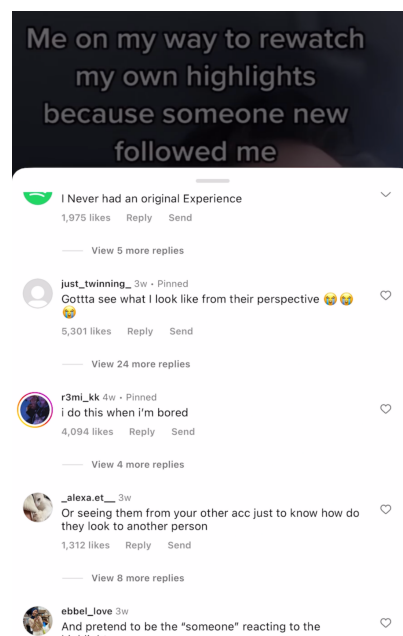 Me on my way to rewatch
my own highlights
because someone new
followed me
I Never had an original Experience
1,975 likes Reply Send
View 5 more replies
just_twinning_ 3w • Pinned
Gottta see what I look like from their perspective 😭😭
😭
5,301 likes Reply Send
View 24 more replies
r3mi_kk 4w • Pinned
i do this when i'm bored
4,094 likes Reply Send
View 4 more replies
_alexa.et__ 3w
Or seeing them from your other acc just to know how do
they look to another person
1,312 likes Reply Send
View 8 more replies
ebbel_love 3w
And pretend to be the “someone” reacting to the